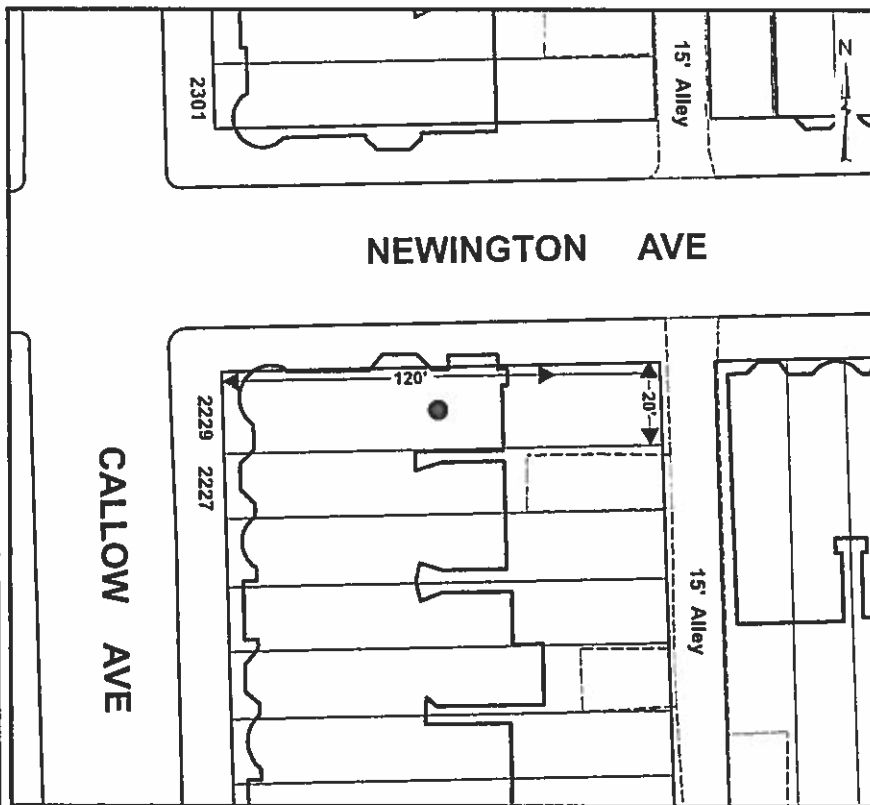 2301
15' Alley
N
NEWINGTON AVE
120'
20'
2229
2227
CALLOW AVE
15' Alley